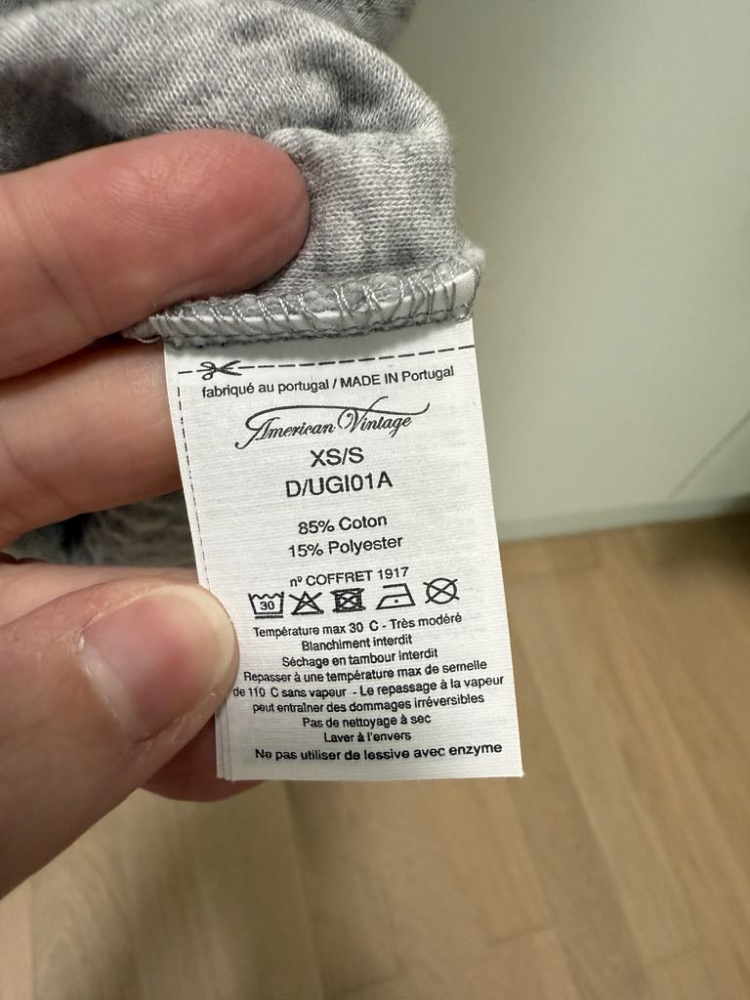 fabriqué au portugal / MADE IN Portugal
American Vintage
XS/S
D/UGI01A
85% Coton
15% Polyester
nº COFFRET 1917
30
Température max 30 C - Très modéré
Blanchiment interdit
Séchage en tambour interdit
Repasser à une température max de semelle
de 110 C sans vapeur - Le repassage à la vapeur
peut entraîner des dommages irréversibles
Pas de nettoyage à sec
Laver à l'envers
Ne pas utiliser de lessive avec enzyme